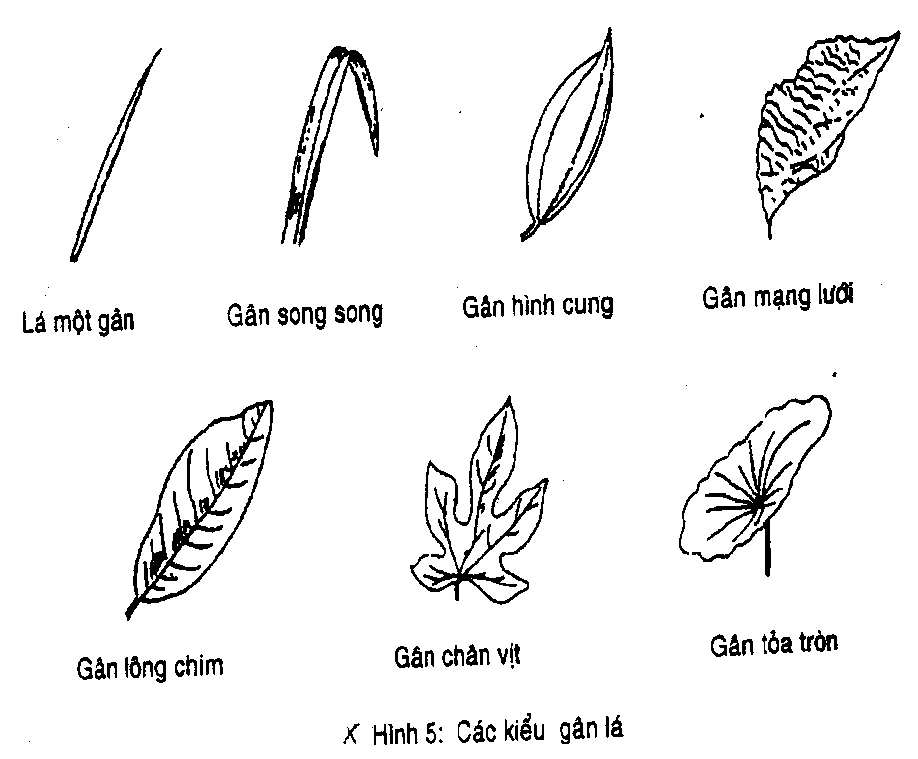 Lá một gân
Gân song song
Gân hình cung
Gân mạng lưới
Gân lông chim
Gân chân vịt
Gân tỏa tròn
Hình 5: Các kiểu gân lá